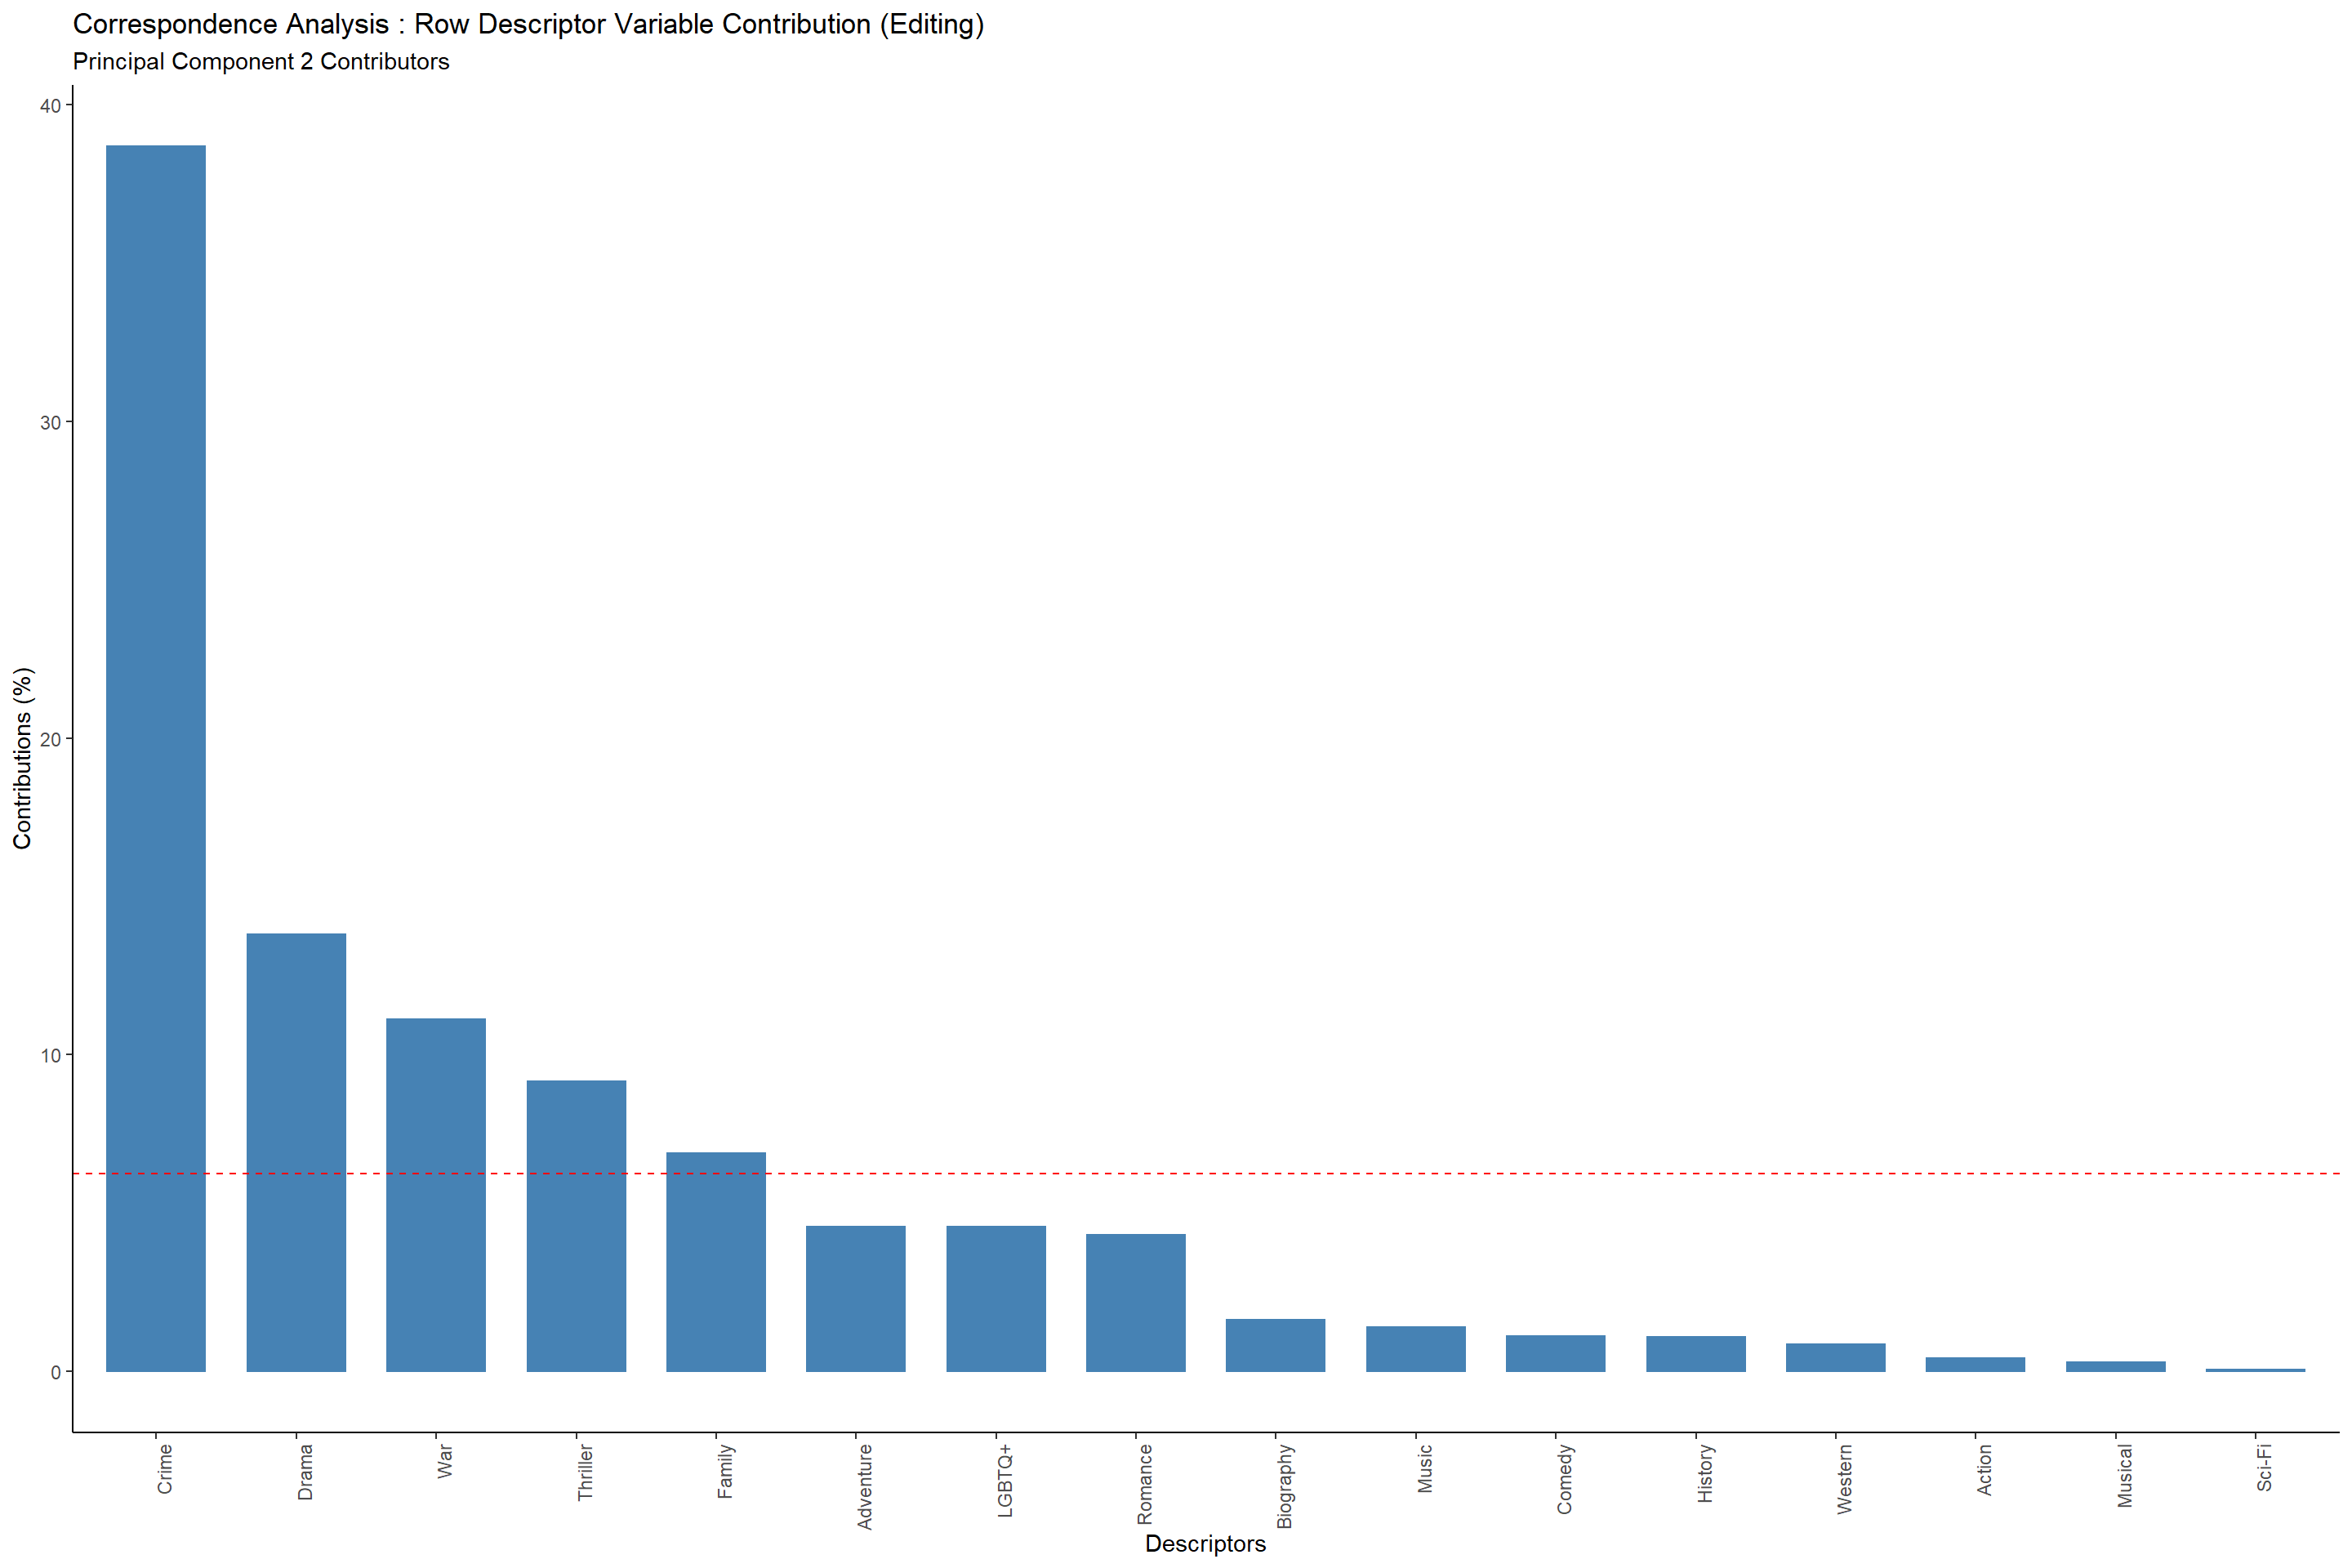 Correspondence Analysis : Row Descriptor Variable Contribution (Editing)
Principal Component 2 Contributors
Contributions (%)
40
30
20
10
0
Crime
Drama
War
Thriller
Family
Adventure
LGBTQ+
Romance
Biography
Music
Comedy
History
Western
Action
Musical
Sci-Fi
Descriptors